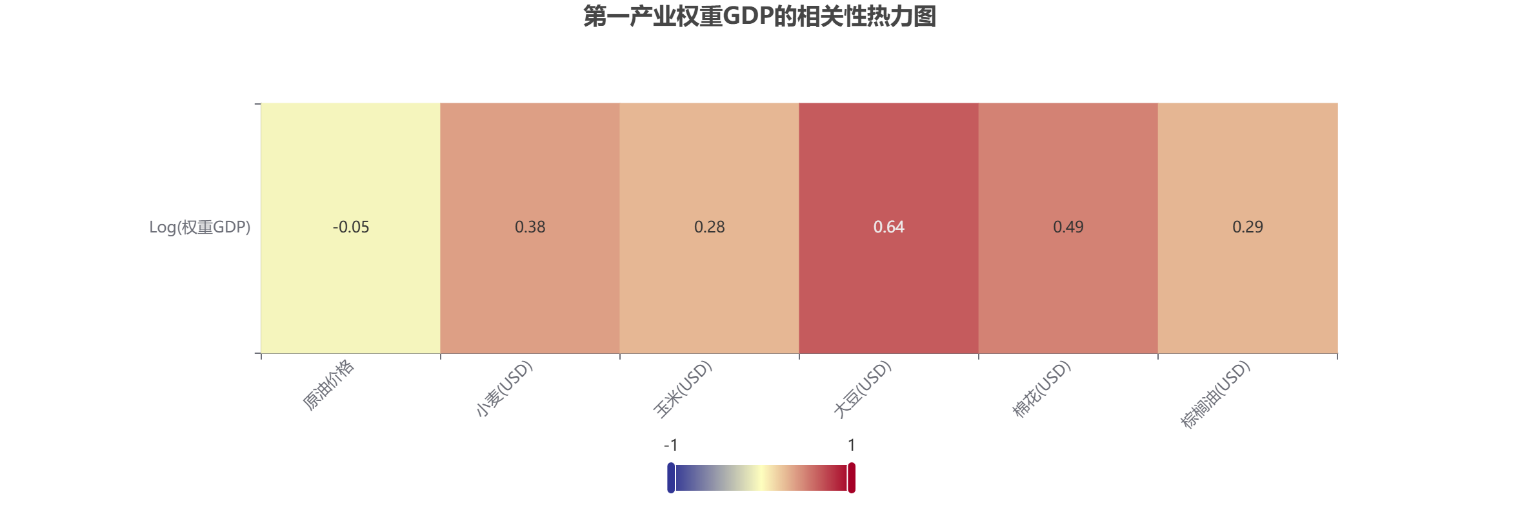 第一产业权重GDP的相关性热力图
Log(权重GDP)
-0.05
0.38
0.28
0.64
0.49
0.29
原油价格
小麦(USD)
玉米(USD)
大豆(USD)
棉花(USD)
棕榈油(USD)
-1
1